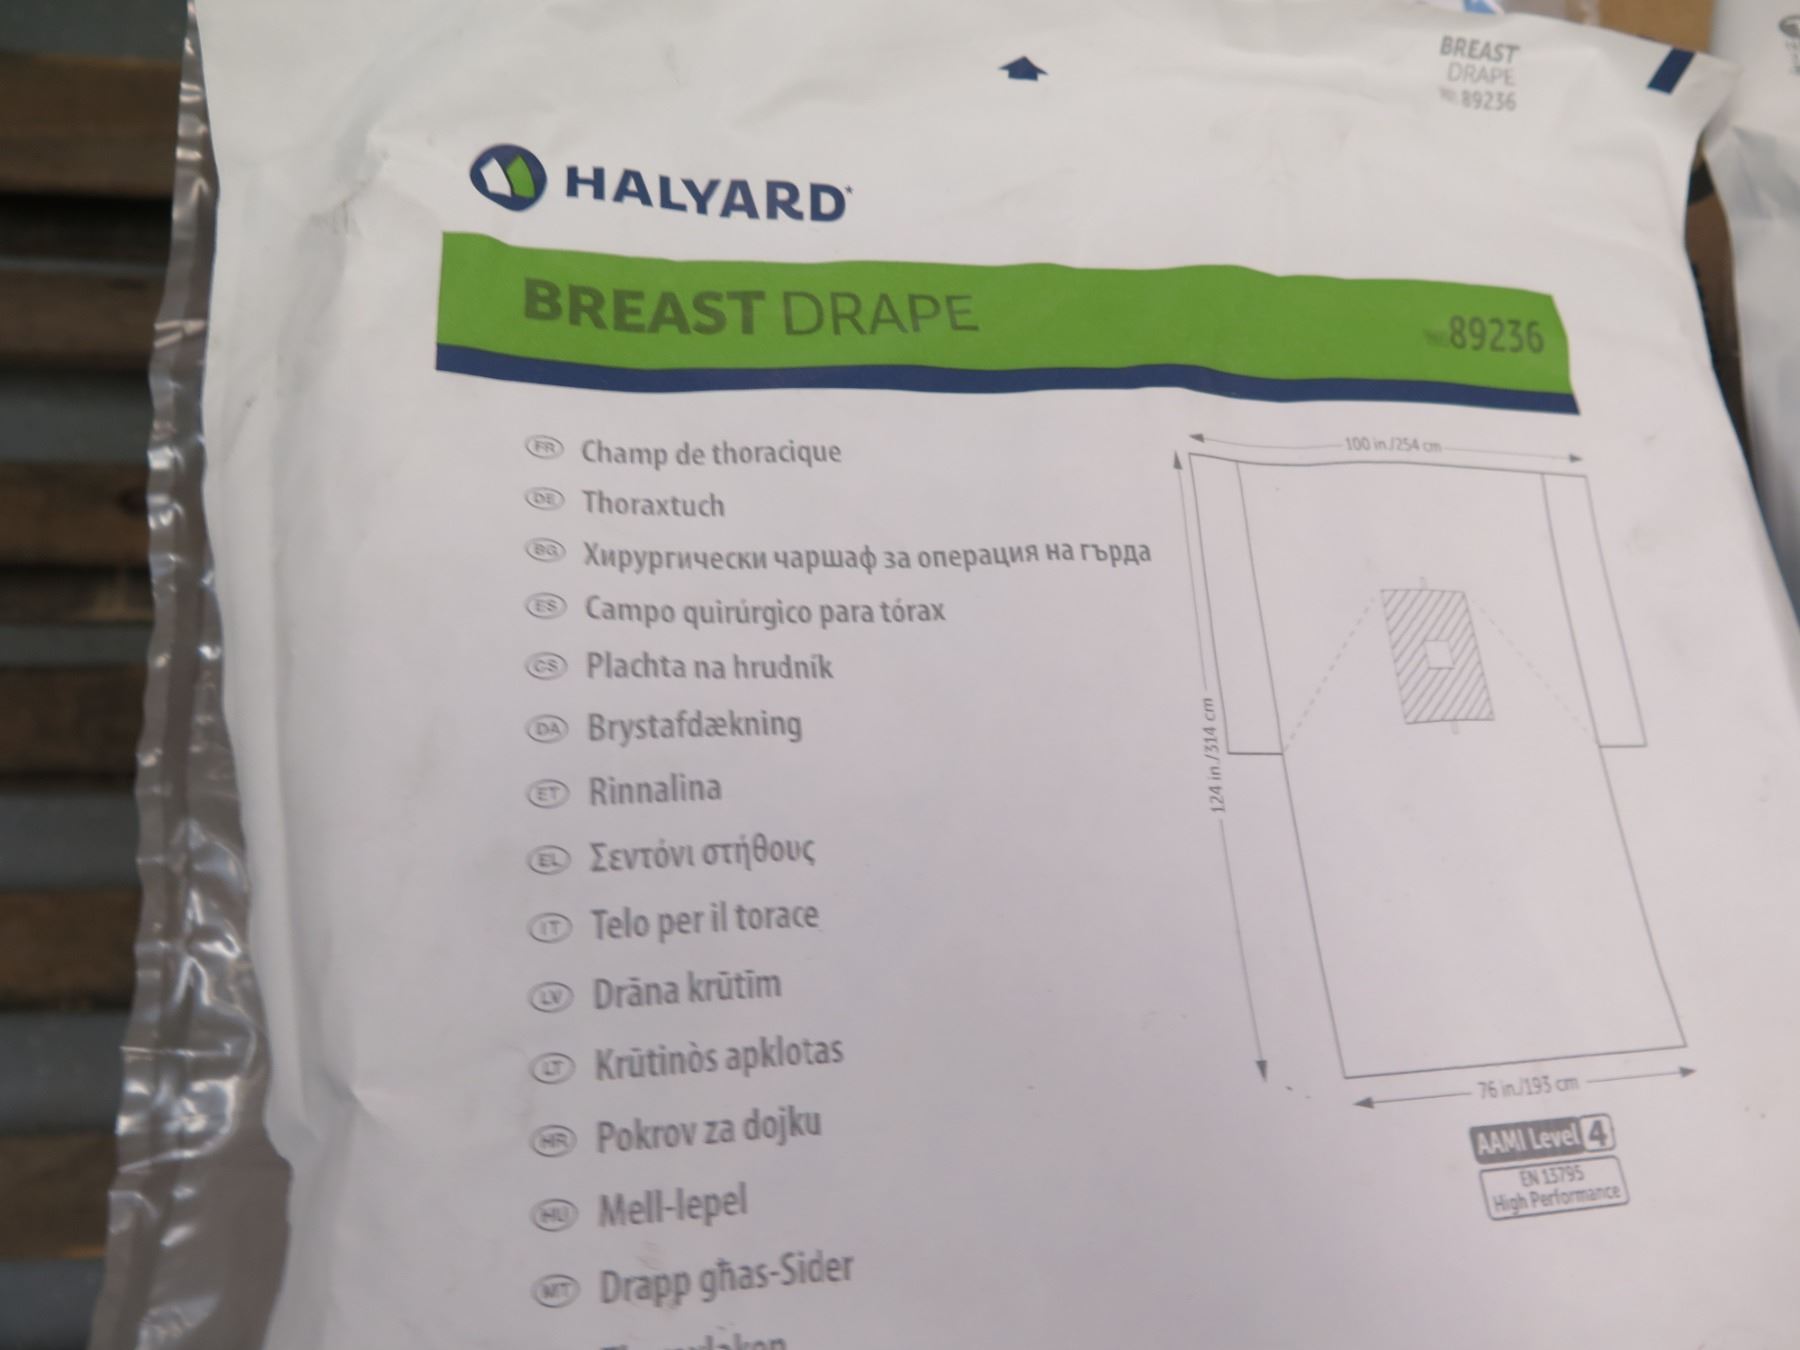 BREAST
DRAPE
89236
HALYARD*
BREAST DRAPE
89236
FR Champ de thoracique
DE Thoraxtuch
BG Хирургически чаршаф за операция на гърда
ES Campo quirúrgico para tórax
CS Plachta na hrudník
DA Brystafdækning
ET Rinnalina
EL Σεντόνι στήθους
IT Telo per il torace
LV Drāna krūtīm
LT Krūtinòs apklotas
HR Pokrov za dojku
HU Mell-lepel
MT Drapp għas-Sider
100 in./254 cm
124 in./314 cm
76 in./193 cm
AAMI Level 4
EN 13795
High Performance